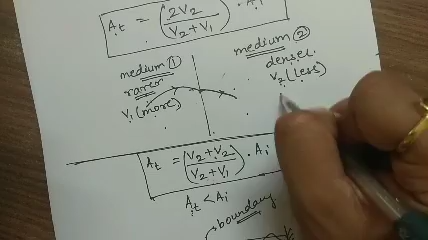 At = (2V2 / V2 + V1) · Ai
medium ①
rarer
V1 (more)
medium ②
denser
V2 (less)
At = (V2 + V2 / V2 + V1) · Ai
At < Ai
boundary